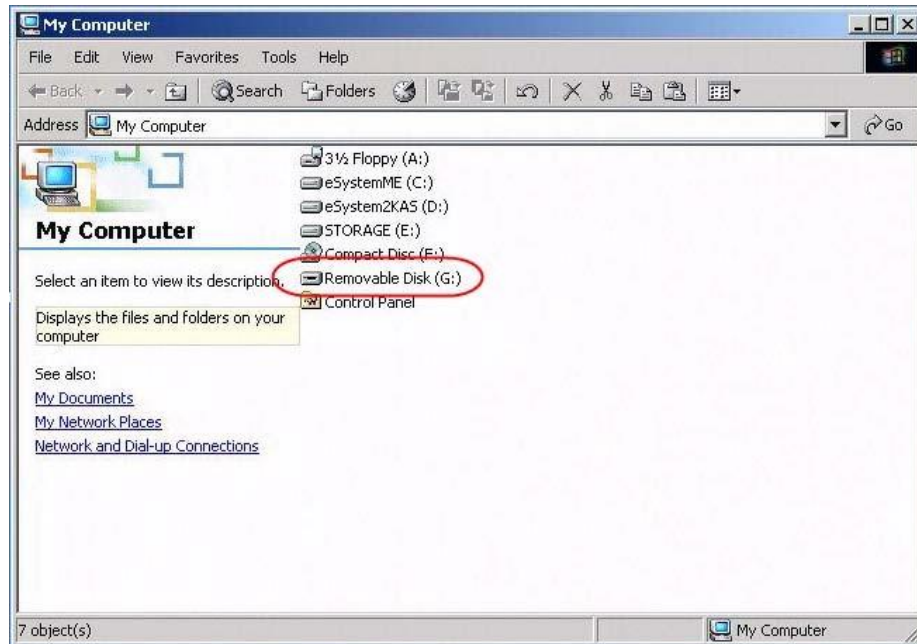 My Computer
File Edit View Favorites Tools Help
Back Search Folders
Address My Computer Go
3½ Floppy (A:)
eSystemME (C:)
eSystem2KAS (D:)
STORAGE (E:)
Compact Disc (F:)
Removable Disk (G:)
Control Panel
My Computer
Select an item to view its description.
Displays the files and folders on your
computer
See also:
My Documents
My Network Places
Network and Dial-up Connections
7 object(s) My Computer